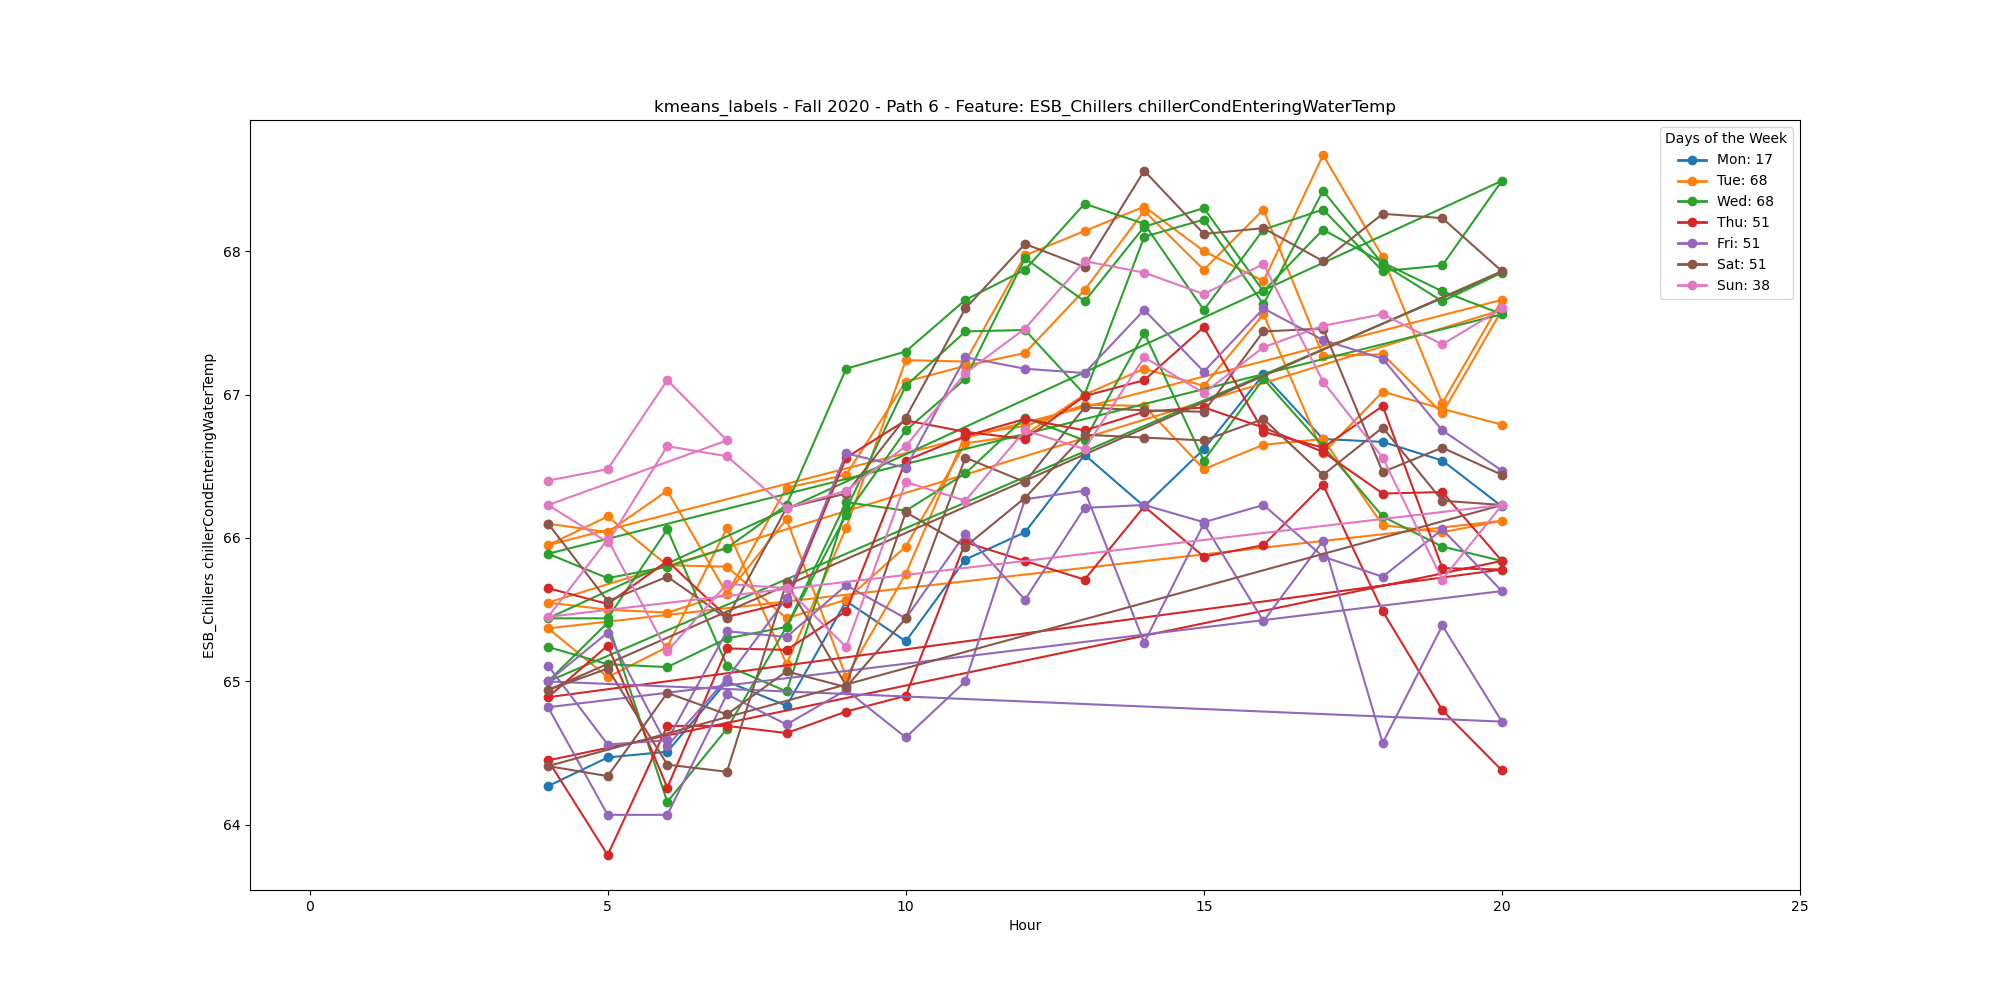 kmeans_labels - Fall 2020 - Path 6 - Feature: ESB_Chillers chillerCondEnteringWaterTemp
Days of the Week
Mon: 17
Tue: 68
Wed: 68
Thu: 51
Fri: 51
Sat: 51
Sun: 38
ESB_Chillers chillerCondEnteringWaterTemp
68
67
66
65
64
0 5 10 15 20 25
Hour